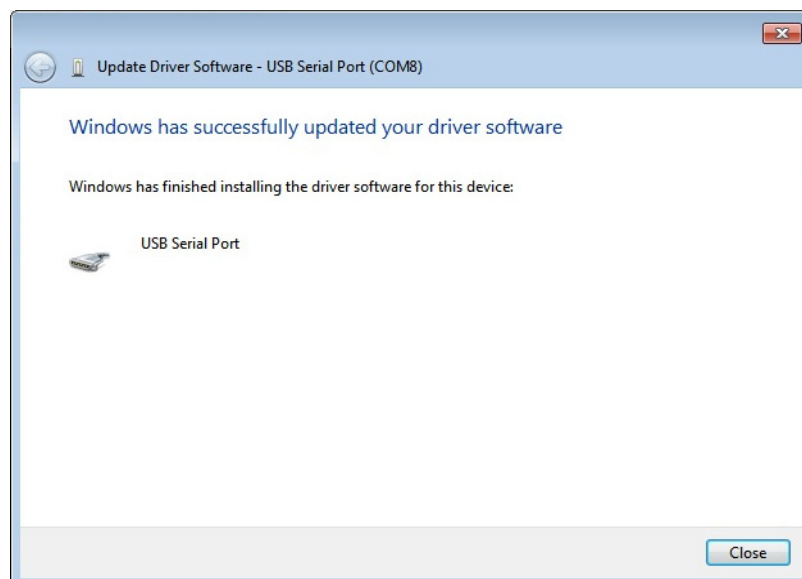 Update Driver Software - USB Serial Port (COM8)
Windows has successfully updated your driver software
Windows has finished installing the driver software for this device:
USB Serial Port
Close